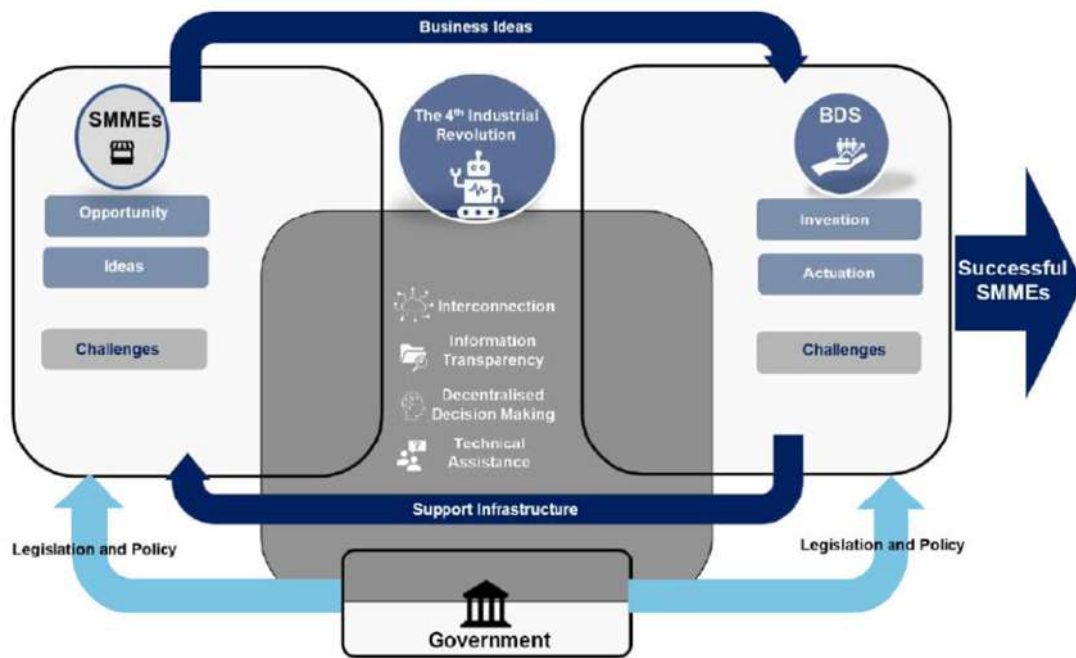 Business Ideas
SMMEs
Opportunity
Ideas
Challenges
The 4th Industrial
Revolution
Interconnection
Information
Transparency
Decentralised
Decision Making
Technical
Assistance
BDS
Invention
Actuation
Challenges
Successful
SMMEs
Support Infrastructure
Legislation and Policy
Legislation and Policy
Government